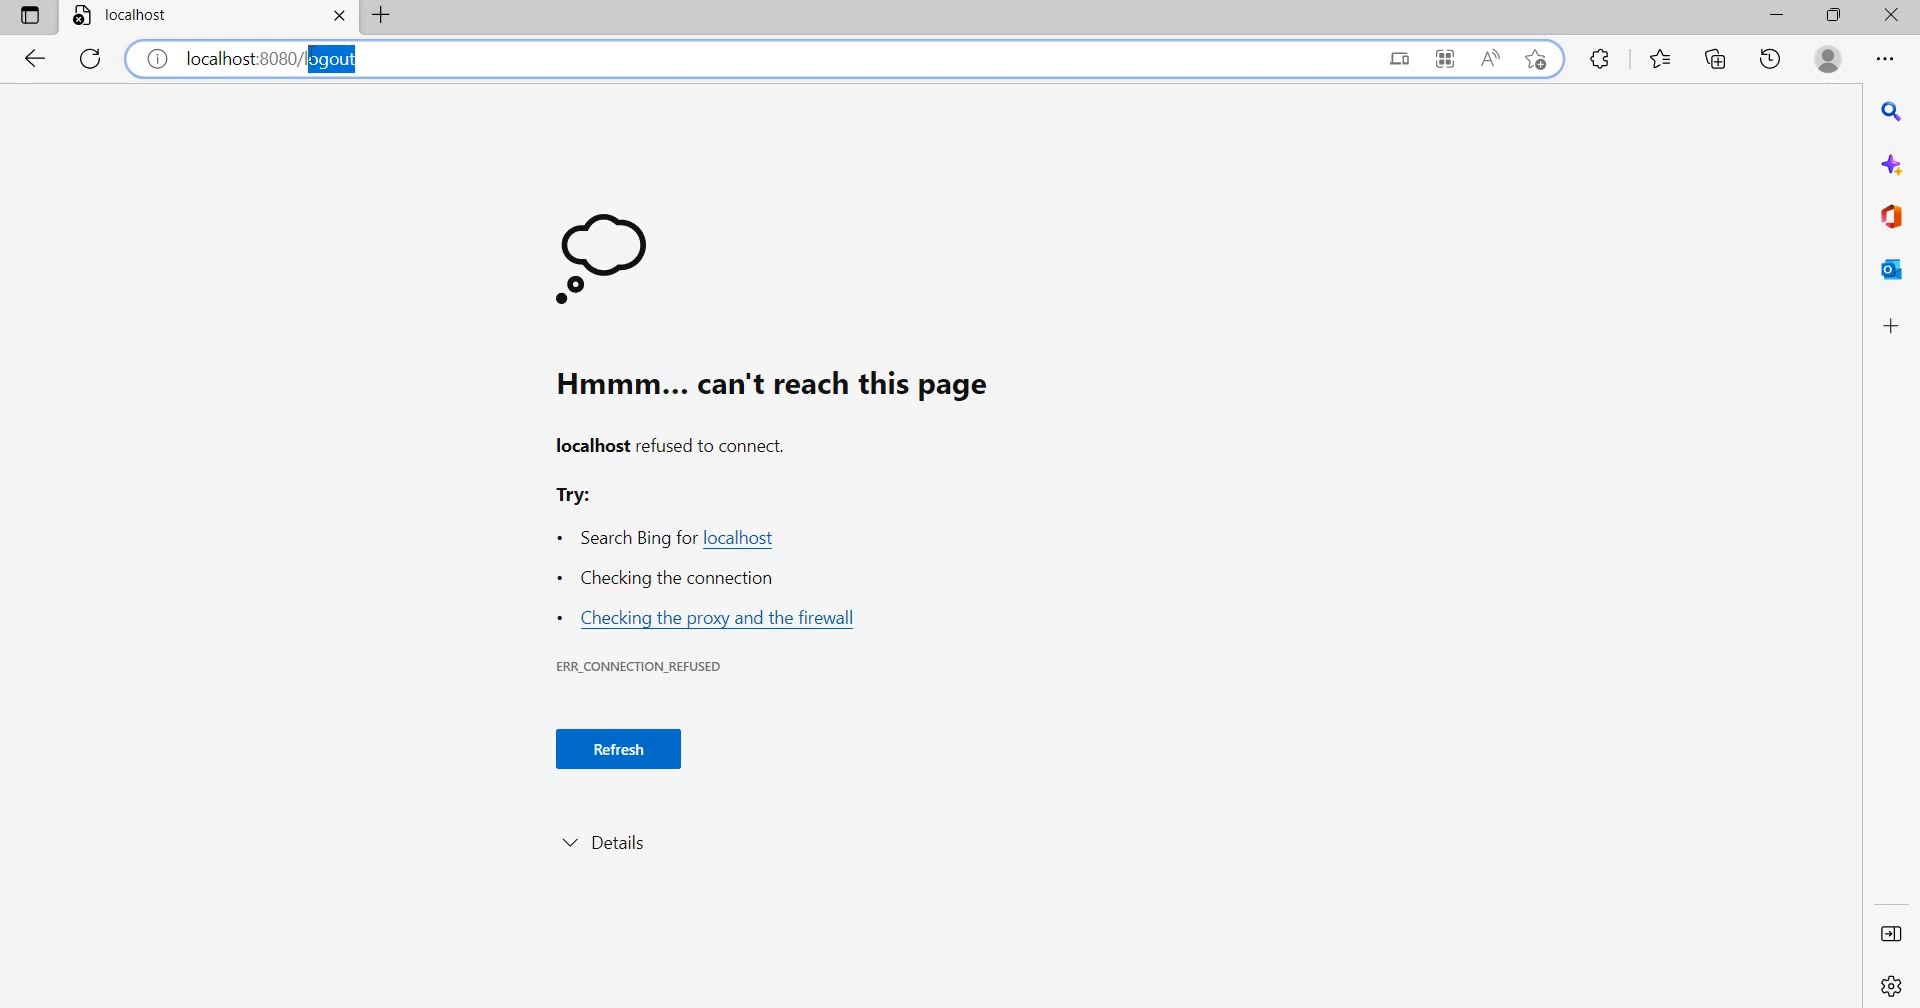 localhost
localhost:8080/logout
Hmmm... can't reach this page
localhost refused to connect.
Try:
• Search Bing for localhost
• Checking the connection
• Checking the proxy and the firewall
ERR_CONNECTION_REFUSED
Refresh
Details